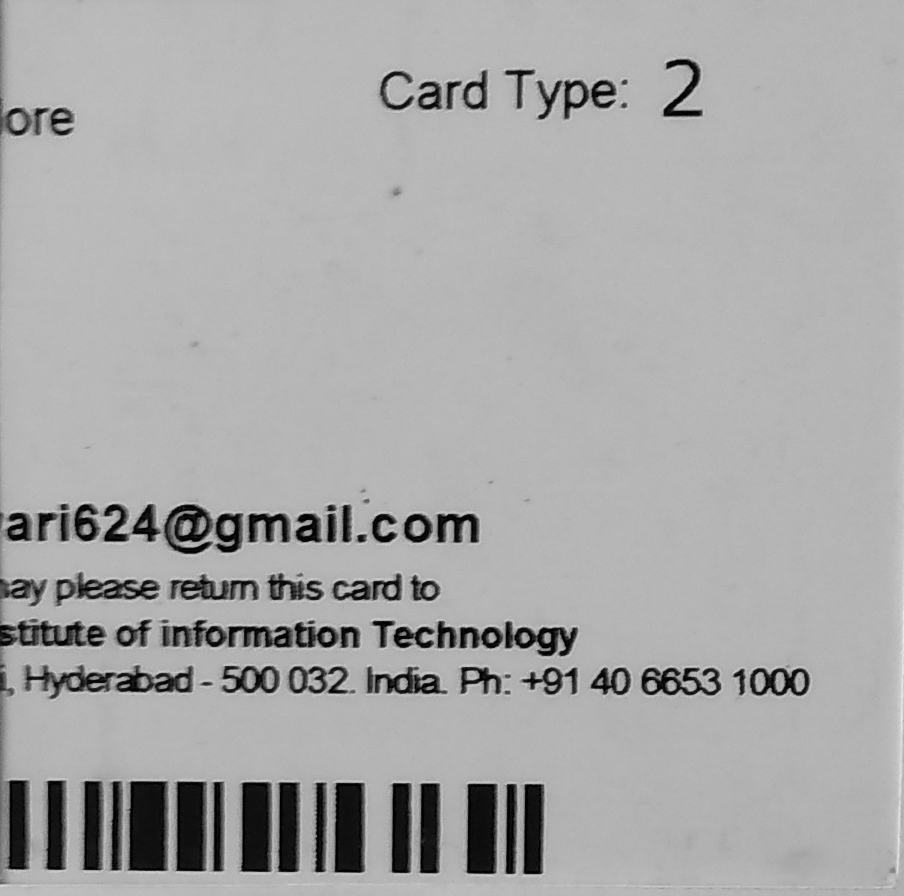 Card Type: 2
ore
ari624@gmail.com
ay please return this card to
stitute of information Technology
i, Hyderabad - 500 032. India. Ph: +91 40 6653 1000